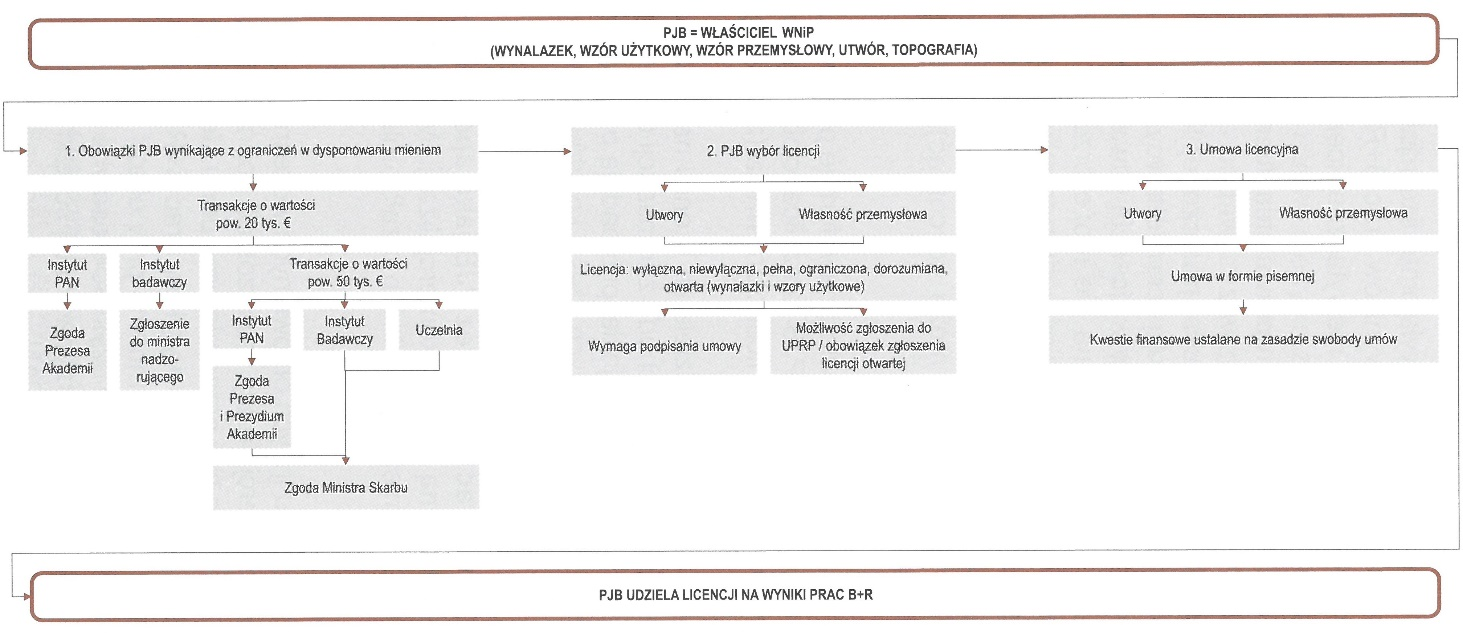 PJB = WŁAŚCICIEL WNiP
(WYNALAZEK, WZÓR UŻYTKOWY, WZÓR PRZEMYSŁOWY, UTWÓR, TOPOGRAFIA)
1. Obowiązki PJB wynikające z ograniczeń w dysponowaniu mieniem
Transakcje o wartości
pow. 20 tys. €
Instytut
PAN
Instytut
badawczy
Transakcje o wartości
pow. 50 tys. €
Zgoda
Prezesa
Akademii
Zgłoszenie
do ministra
nadzo-
rującego
Instytut
PAN
Instytut
Badawczy
Uczelnia
Zgoda
Prezesa
i Prezydium
Akademii
Zgoda Ministra Skarbu
2. PJB wybór licencji
Utwory
Własność przemysłowa
Licencja: wyłączna, niewyłączna, pełna, ograniczona, dorozumiana,
otwarta (wynalazki i wzory użytkowe)
Wymaga podpisania umowy
Możliwość zgłoszenia do
UPRP / obowiązek zgłoszenia
licencji otwartej
3. Umowa licencyjna
Utwory
Własność przemysłowa
Umowa w formie pisemnej
Kwestie finansowe ustalane na zasadzie swobody umów
PJB UDZIELA LICENCJI NA WYNIKI PRAC B+R